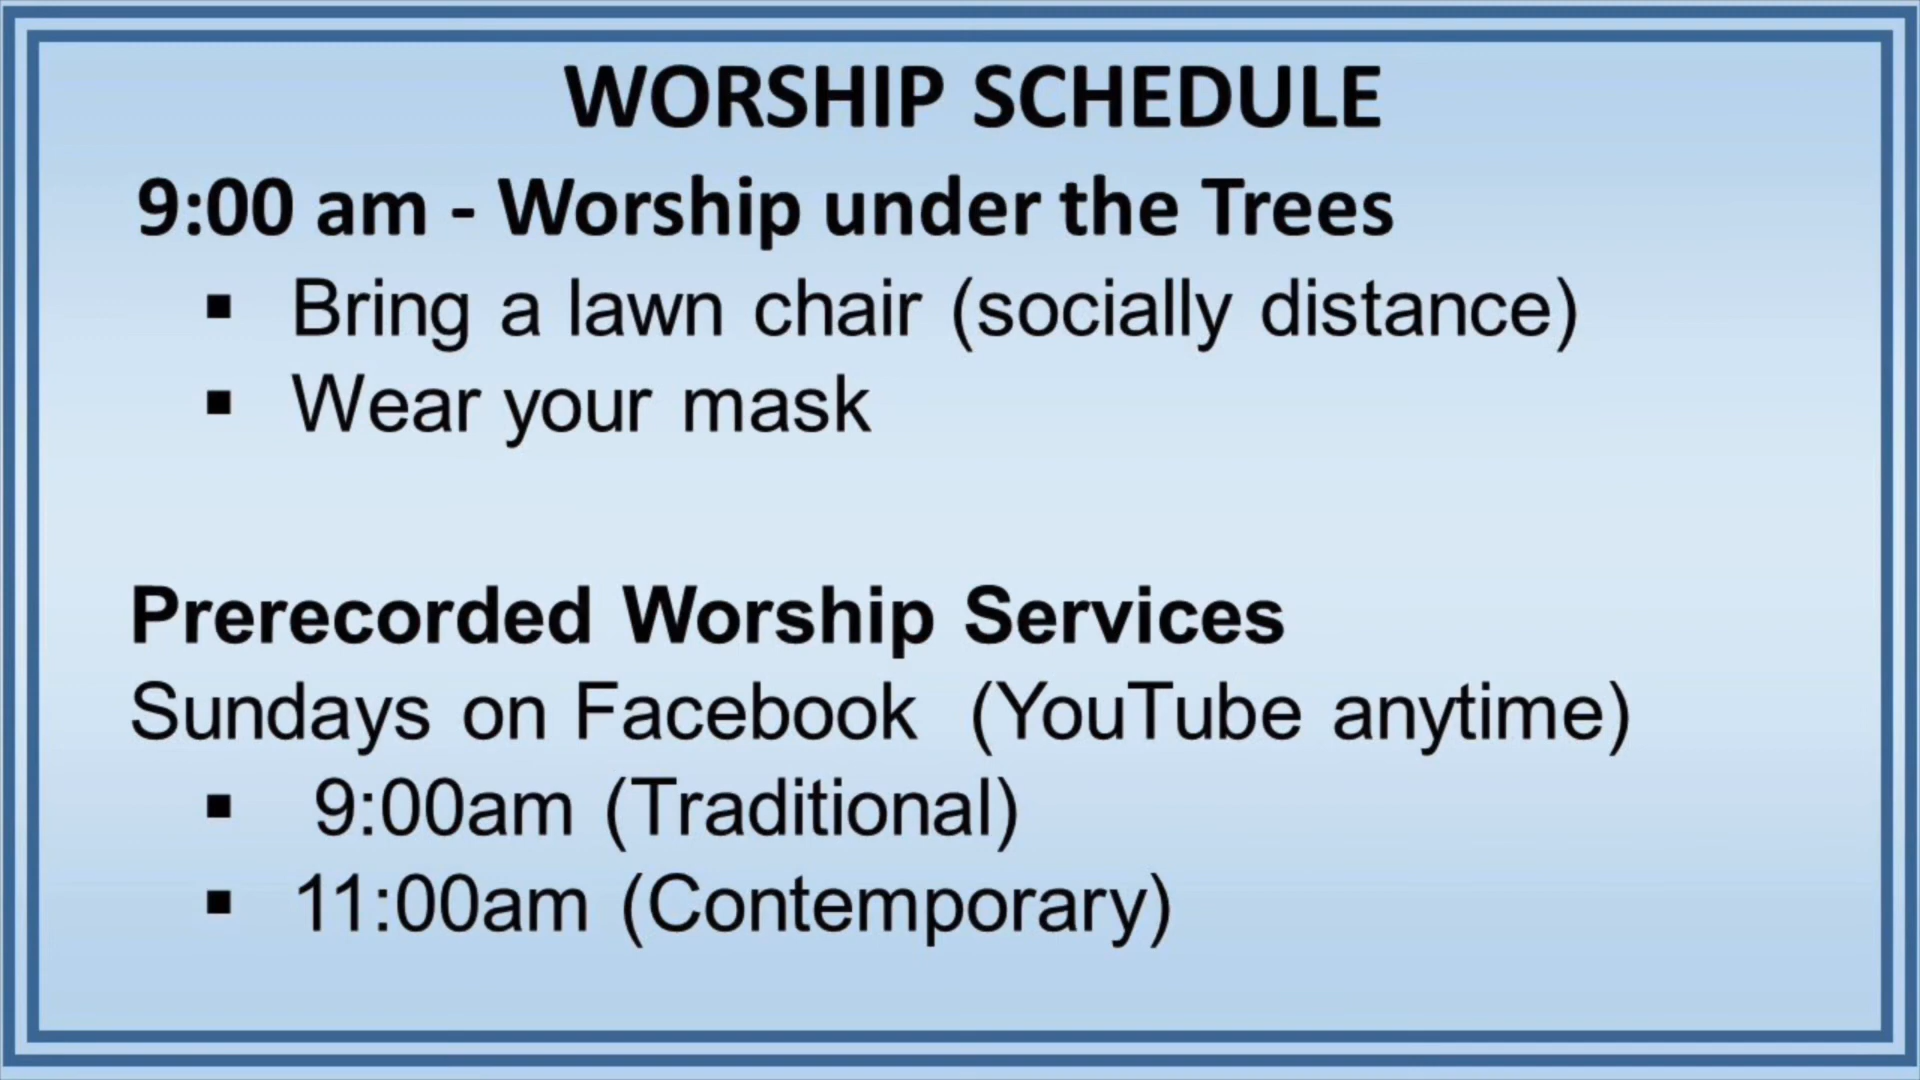 WORSHIP SCHEDULE
9:00 am - Worship under the Trees
▪ Bring a lawn chair (socially distance)
▪ Wear your mask
Prerecorded Worship Services
Sundays on Facebook (YouTube anytime)
▪ 9:00am (Traditional)
▪ 11:00am (Contemporary)